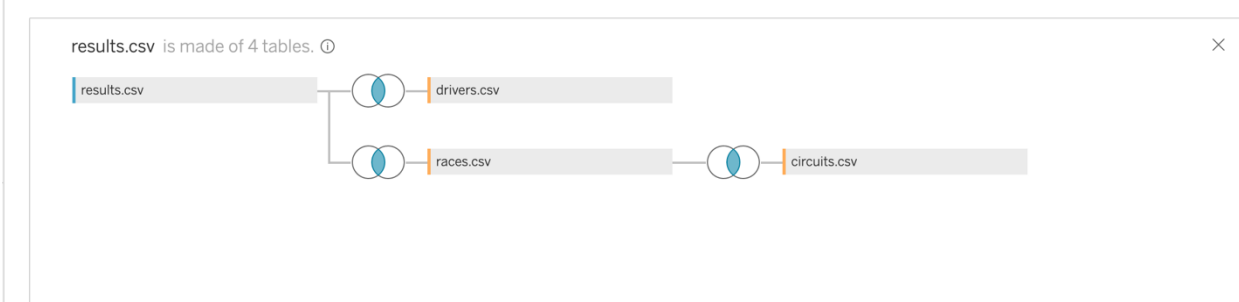 results.csv is made of 4 tables.
results.csv
drivers.csv
races.csv
circuits.csv